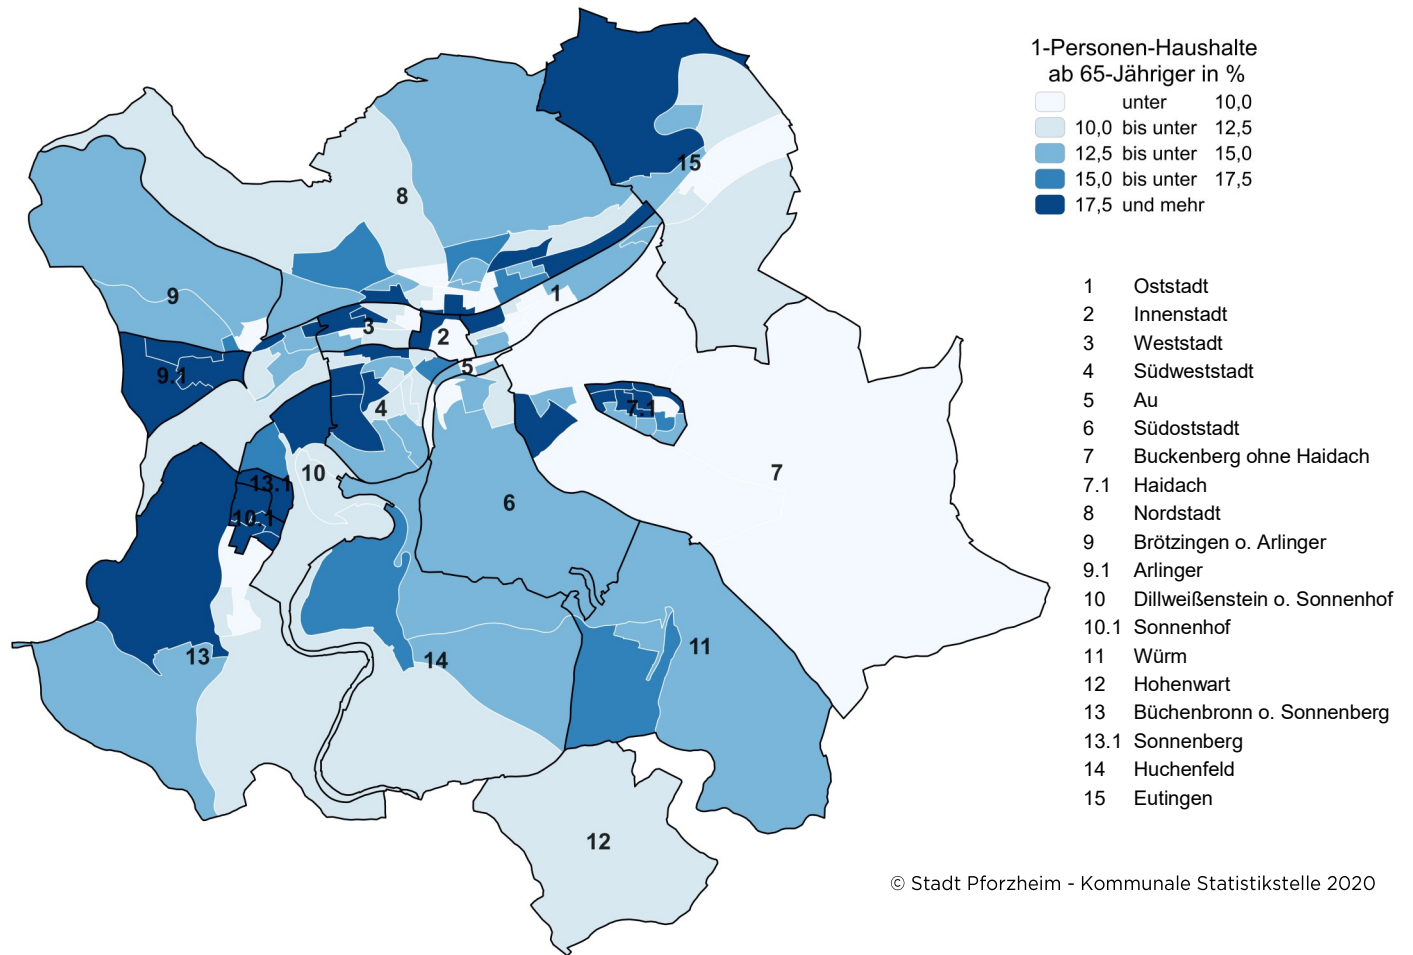 1-Personen-Haushalte
ab 65-Jähriger in %
unter 10,0
10,0 bis unter 12,5
12,5 bis unter 15,0
15,0 bis unter 17,5
17,5 und mehr
15
8
9
1
3
2
5
9.1
4
7.1
10
7
13.1
6
10.1
13
14
11
12
1 Oststadt
2 Innenstadt
3 Weststadt
4 Südweststadt
5 Au
6 Südoststadt
7 Buckenberg ohne Haidach
7.1 Haidach
8 Nordstadt
9 Brötzingen o. Arlinger
9.1 Arlinger
10 Dillweißenstein o. Sonnenhof
10.1 Sonnenhof
11 Würm
12 Hohenwart
13 Büchenbronn o. Sonnenberg
13.1 Sonnenberg
14 Huchenfeld
15 Eutingen
© Stadt Pforzheim - Kommunale Statistikstelle 2020